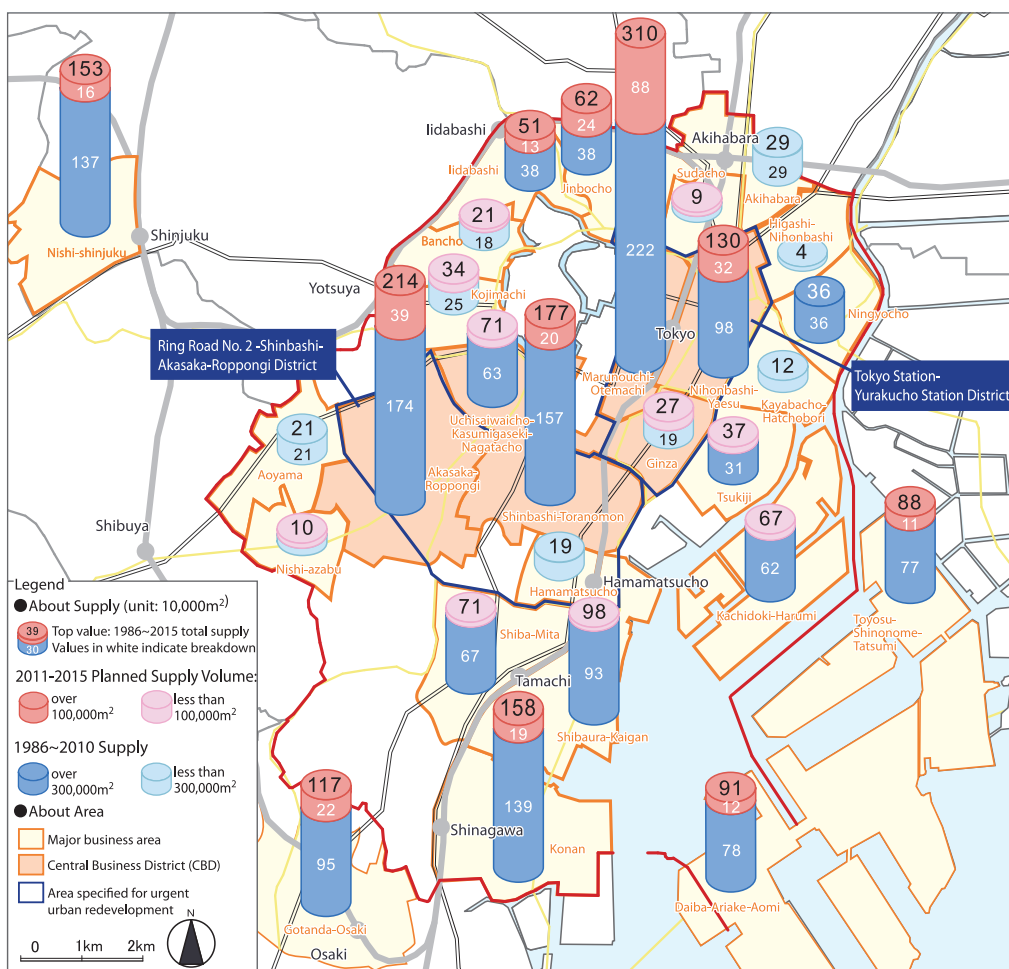 310
88
222
153
16
137
62
24
38
51
13
38
Iidabashi
Iidabashi
Jinbocho
Akihabara
Sudacho
29
29
Akihabara
9
Higashi-
Nihonbashi
4
21
18
Bancho
Shinjuku
Nishi-shinjuku
130
32
98
Yotsuya
214
39
174
34
25
Kojimachi
36
36
Ningyocho
71
63
177
20
157
Tokyo
Ring Road No. 2 -Shinbashi-
Akasaka-Roppongi District
Marunouchi-
Otemachi
Nihonbashi-
Yaesu
12
Kayabacho-
Hatchobori
Tokyo Station-
Yurakucho Station District
Uchisaiwaicho-
Kasumigaseki-
Nagatacho
27
19
Ginza
37
31
Tsukiji
21
21
Aoyama
Akasaka-
Roppongi
Shinbashi-Toranomon
Shibuya
10
Nishi-azabu
19
Hamamatsucho
Hamamatsucho
67
62
Kachidoki-Harumi
88
11
77
Toyosu-
Shinonome-
Tatsumi
71
67
Shiba-Mita
98
93
Shibaura-Kaigan
Tamachi
158
19
139
Konan
Shinagawa
117
22
95
Gotanda-Osaki
Osaki
91
12
78
Daiba-Ariake-Aomi
Legend
●About Supply (unit: 10,000m²)
39
30
Top value: 1986~2015 total supply
Values in white indicate breakdown
2011-2015 Planned Supply Volume:
over
100,000m²
less than
100,000m²
1986~2010 Supply
over
300,000m²
less than
300,000m²
●About Area
Major business area
Central Business District (CBD)
Area specified for urgent
urban redevelopment
0 1km 2km
N